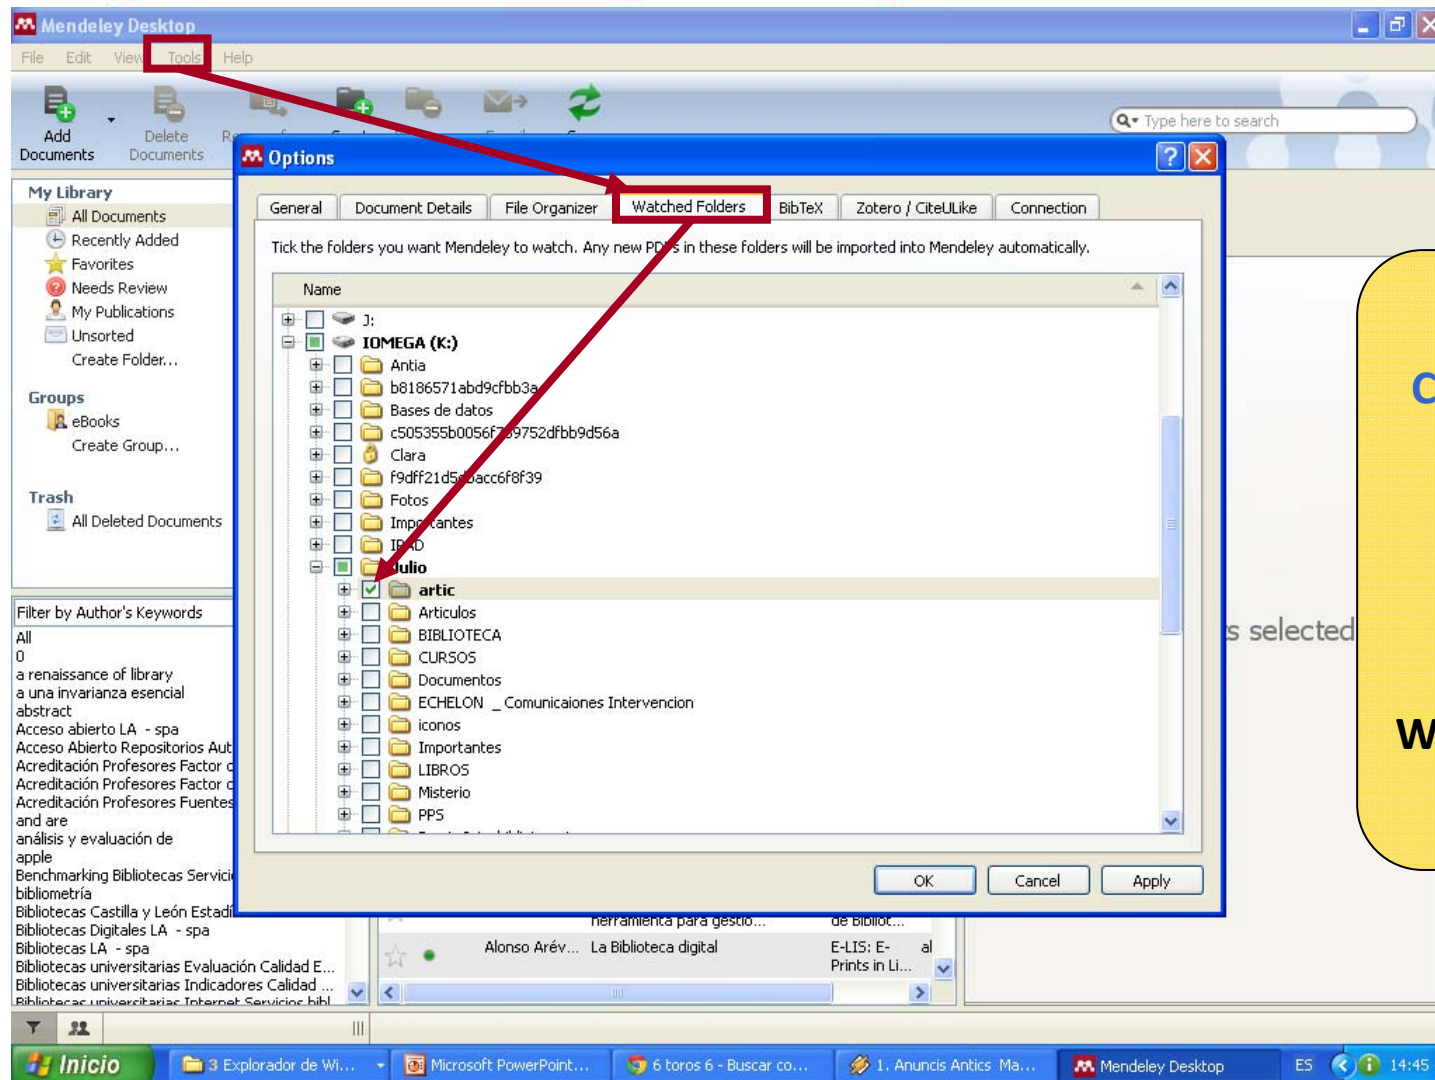 Mendeley Desktop
File Edit View Tools Help
Add Documents
Delete Documents
Type here to search
Options
General Document Details File Organizer Watched Folders BibTeX Zotero / CiteULike Connection
Tick the folders you want Mendeley to watch. Any new PDFs in these folders will be imported into Mendeley automatically.
Name
J:
IOMEGA (K:)
Antia
Bases de datos
Clara
Fotos
Importantes
IPAD
Julio
artic
Articulos
BIBLIOTECA
CURSOS
Documentos
ECHELON _ Comunicaiones Intervencion
iconos
Importantes
LIBROS
Misterio
PPS
OK Cancel Apply
My Library
All Documents
Recently Added
Favorites
Needs Review
My Publications
Unsorted
Create Folder...
Groups
eBooks
Create Group...
Trash
All Deleted Documents
Filter by Author's Keywords
All
0
a renaissance of library
a una invarianza esencial
abstract
Acceso abierto LA - spa
Acceso Abierto Repositorios Aut
Acreditación Profesores Factor
Acreditación Profesores Factor
Acreditación Profesores Fuentes
and are
análisis y evaluación de
apple
Benchmarking Bibliotecas Servici
bibliometría
Bibliotecas Castilla y León Estadí
Bibliotecas Digitales LA - spa
Bibliotecas LA - spa
Bibliotecas universitarias Evaluación Calidad E...
Bibliotecas universitarias Indicadores Calidad ...
Bibliotecas universitarias Internet Servicios bibl
s selected
C
W
herramienta para gestió... de Bibliot...
Alonso Arév... La Biblioteca digital E-LIS: E- al
Prints in Li...
Inicio 3 Explorador de Wi... Microsoft PowerPoint... 6 toros 6 - Buscar co... 1. Anuncis Antics Ma... Mendeley Desktop ES 14:45